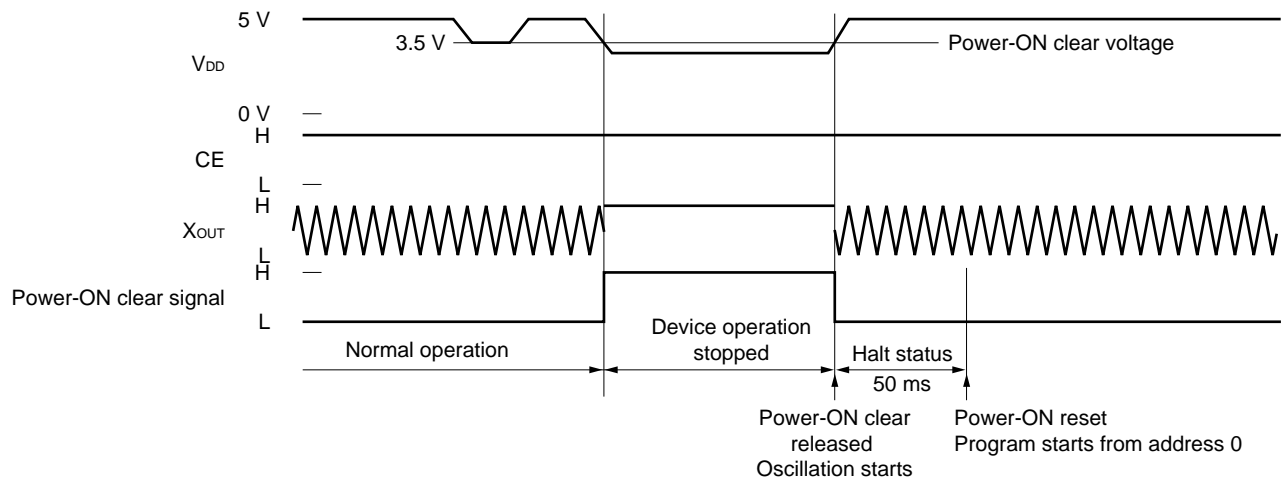 5 V
3.5 V
Power-ON clear voltage
VDD
0 V
H
CE
L
H
XOUT
L
H
Power-ON clear signal
L
Normal operation
Device operation
stopped
Halt status
50 ms
Power-ON clear
released
Oscillation starts
Power-ON reset
Program starts from address 0